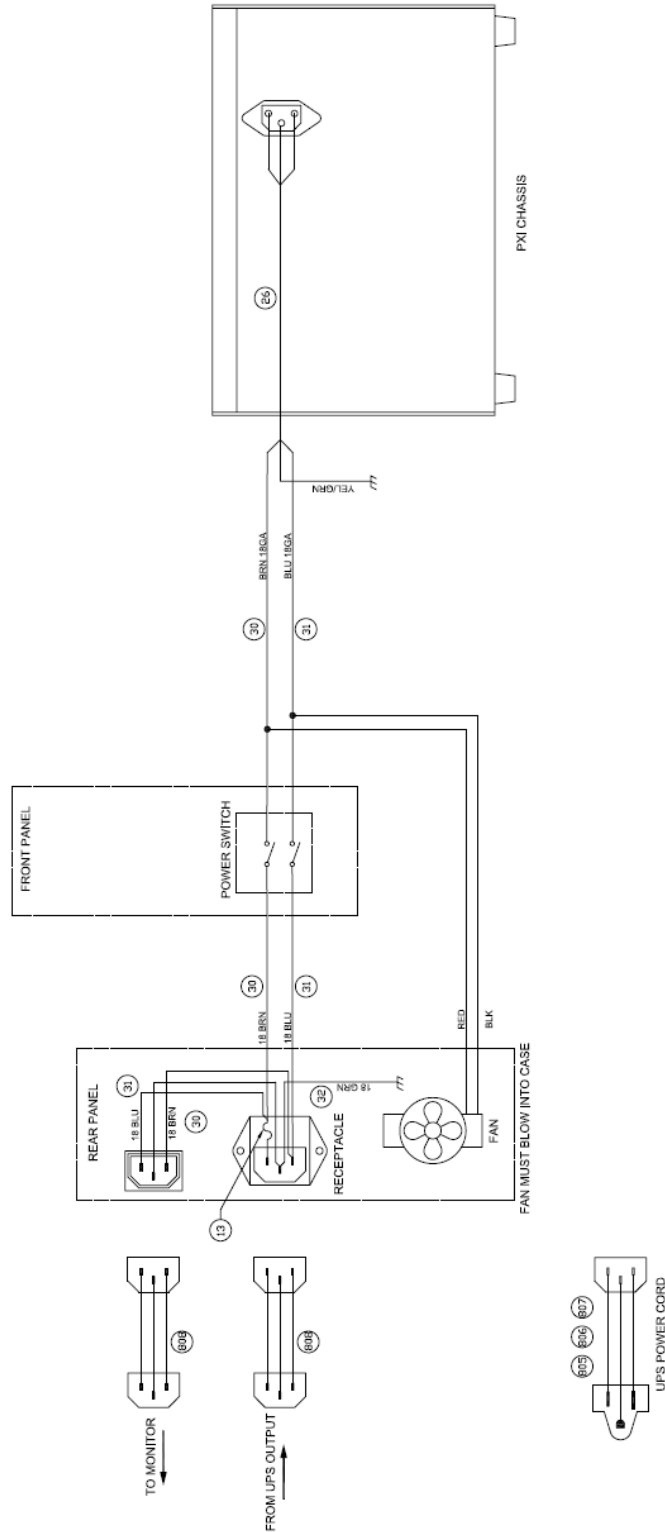 TO MONITOR
808
FROM UPS OUTPUT
808
805
806
807
UPS POWER CORD
REAR PANEL
18 BLU
31
18 BRN
30
13
RECEPTACLE
32
18 GRN
FAN
FAN MUST BLOW INTO CASE
18 BRN
30
18 BLU
31
RED
BLK
FRONT PANEL
POWER SWITCH
30
BRN 18GA
BLU 18GA
31
YEL/GRN
26
PXI CHASSIS